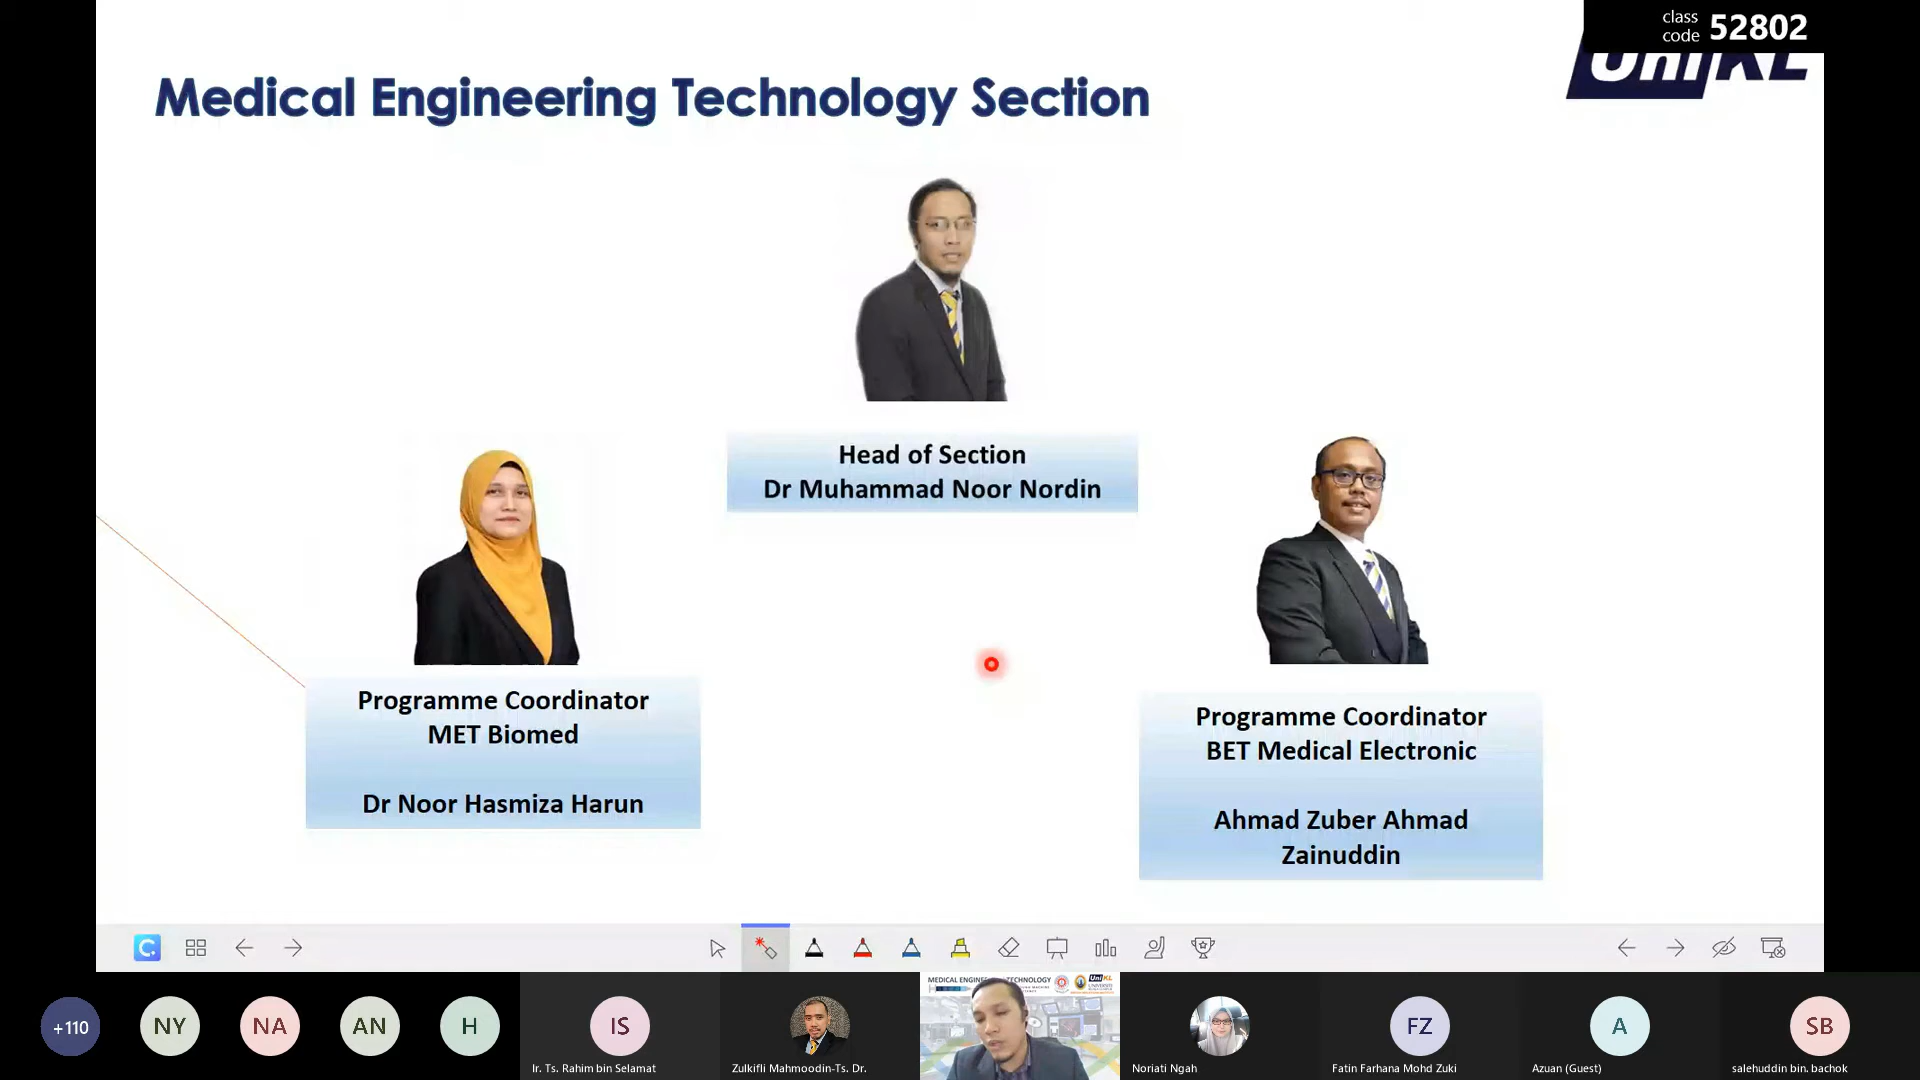 class
code 52802
UniKL
Medical Engineering Technology Section
Head of Section
Dr Muhammad Noor Nordin
Programme Coordinator
MET Biomed
Dr Noor Hasmiza Harun
Programme Coordinator
BET Medical Electronic
Ahmad Zuber Ahmad
Zainuddin
C
+110
NY
NA
AN
H
IS
Ir. Ts. Rahim bin Selamat
Zulkifli Mahmoodin-Ts. Dr.
UniKL
UNIVERSITI
Noriati Ngah
FZ
Fatin Farhana Mohd Zuki
A
Azuan (Guest)
SB
salehuddin bin. bachok